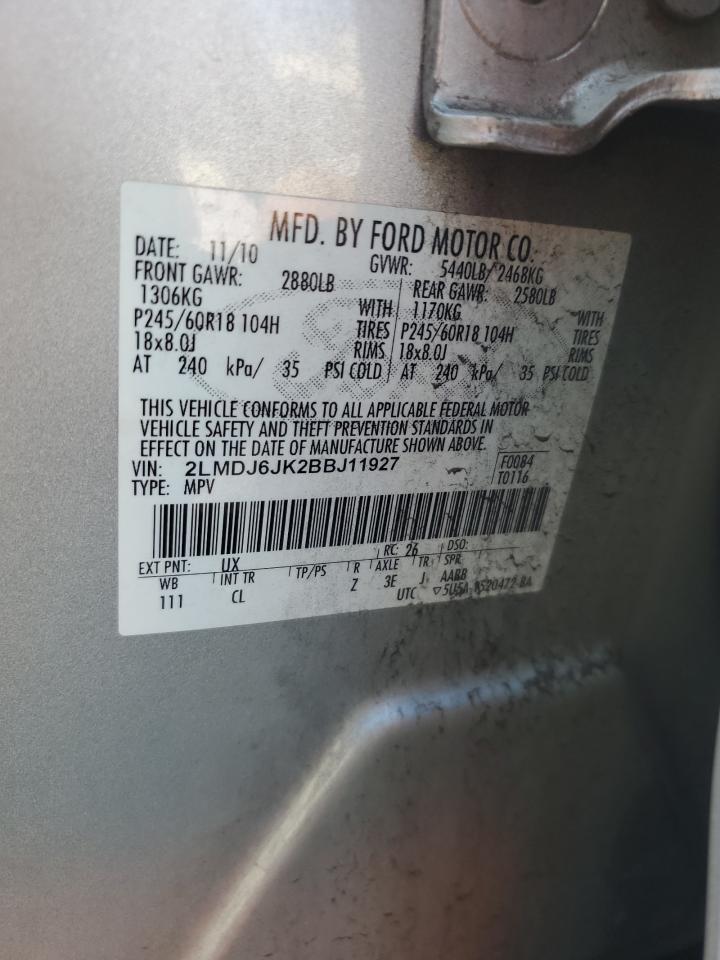 MFD. BY FORD MOTOR CO.
DATE: 11/10 GVWR: 5440LB/ 2468KG
FRONT GAWR: 2880LB REAR GAWR: 2580LB
1306KG WITH 1170KG WITH
P245/60R18 104H TIRES P245/60R18 104H TIRES
18x8.0J RIMS 18x8.0J RIMS
AT 240 kPa/ 35 PSI COLD AT 240 kPa/ 35 PSI COLD
THIS VEHICLE CONFORMS TO ALL APPLICABLE FEDERAL MOTOR
VEHICLE SAFETY AND THEFT PREVENTION STANDARDS IN
EFFECT ON THE DATE OF MANUFACTURE SHOWN ABOVE.
VIN: 2LMDJ6JK2BBJ11927 F0084
TYPE: MPV T0116
EXT PNT: UX RC: 26 DSO:
WB INT TR TP/PS R AXLE TR SPR
111 CL Z 3E J AABB
UTC